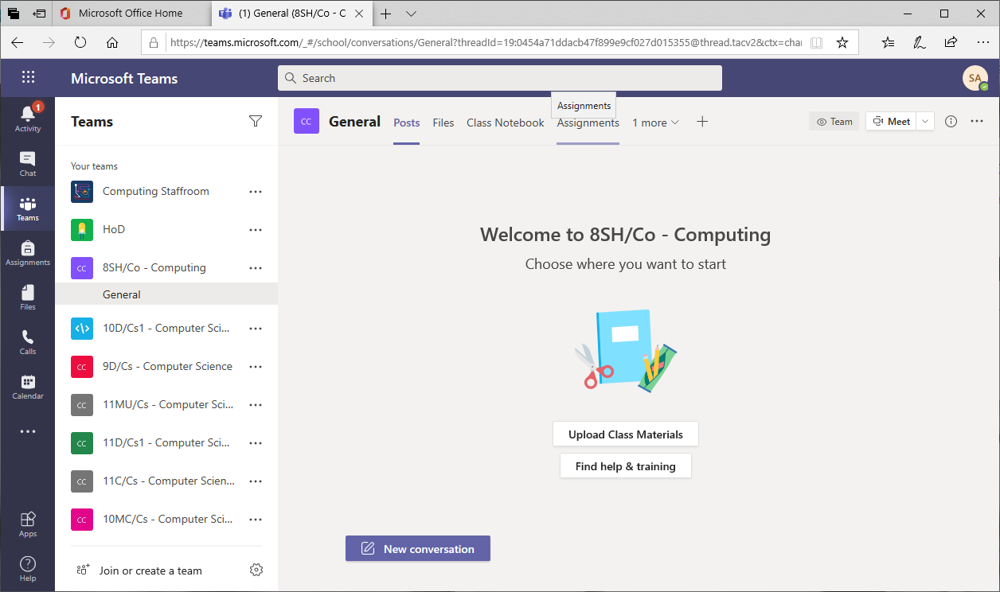 Microsoft Office Home
(1) General (8SH/Co - C
https://teams.microsoft.com/_#/school/conversations/General?threadId=19:0454a71ddacb47f899e9cf027d015355@thread.tacv2&ctx=chan
Microsoft Teams
Search
SA
1
Activity
Chat
Teams
Assignments
Files
Calls
Calendar
Apps
Help
Teams
Your teams
Computing Staffroom
HoD
CC 8SH/Co - Computing
General
10D/Cs1 - Computer Sci...
CC 9D/Cs - Computer Science
CC 11MU/Cs - Computer Sci...
CC 11D/Cs1 - Computer Sci...
CC 11C/Cs - Computer Scien...
CC 10MC/Cs - Computer Sci...
Join or create a team
Assignments
CC General Posts Files Class Notebook Assignments 1 more
Team Meet
Welcome to 8SH/Co - Computing
Choose where you want to start
Upload Class Materials
Find help & training
New conversation